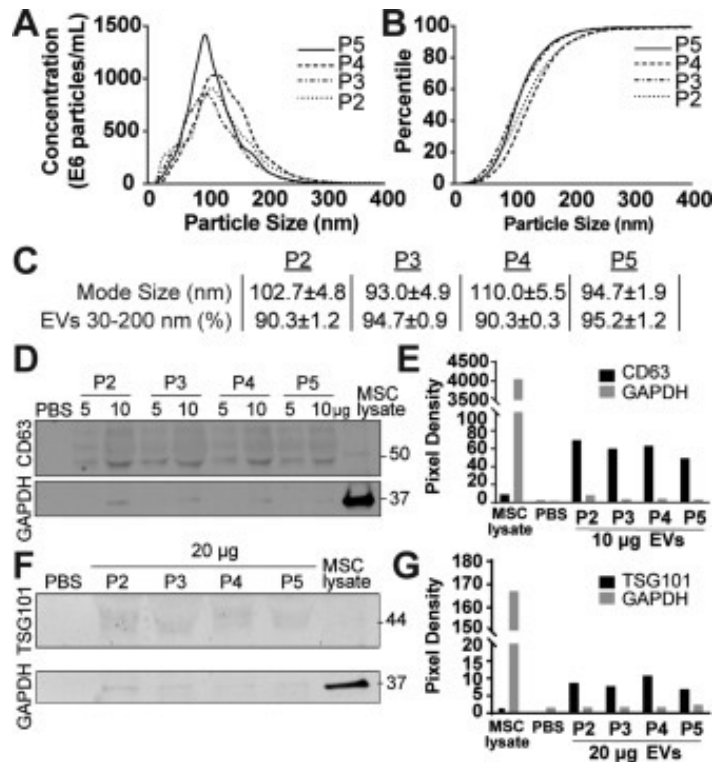 A
Concentration
(E6 particles/mL)
1500
1000
500
0
0 100 200 300 400
Particle Size (nm)
P5
P4
P3
P2
B
Percentile
100
80
60
40
20
0
0 100 200 300 400
Particle Size (nm)
P5
P4
P3
P2
C
P2 P3 P4 P5
Mode Size (nm) 102.7±4.8 93.0±4.9 110.0±5.5 94.7±1.9
EVs 30-200 nm (%) 90.3±1.2 94.7±0.9 90.3±0.3 95.2±1.2
D
P2 P3 P4 P5 MSC
PBS 5 10 5 10 5 10 5 10 µg lysate
CD63
50
GAPDH
37
E
Pixel Density
4500
4000
3500
3000
100
80
60
40
20
0
CD63
GAPDH
MSC
lysate
PBS P2 P3 P4 P5
10 µg EVs
F
20 µg
PBS P2 P3 P4 P5 MSC
lysate
TSG101
44
GAPDH
37
G
Pixel Density
180
170
160
150
20
15
10
5
0
TSG101
GAPDH
MSC
lysate
PBS P2 P3 P4 P5
20 µg EVs